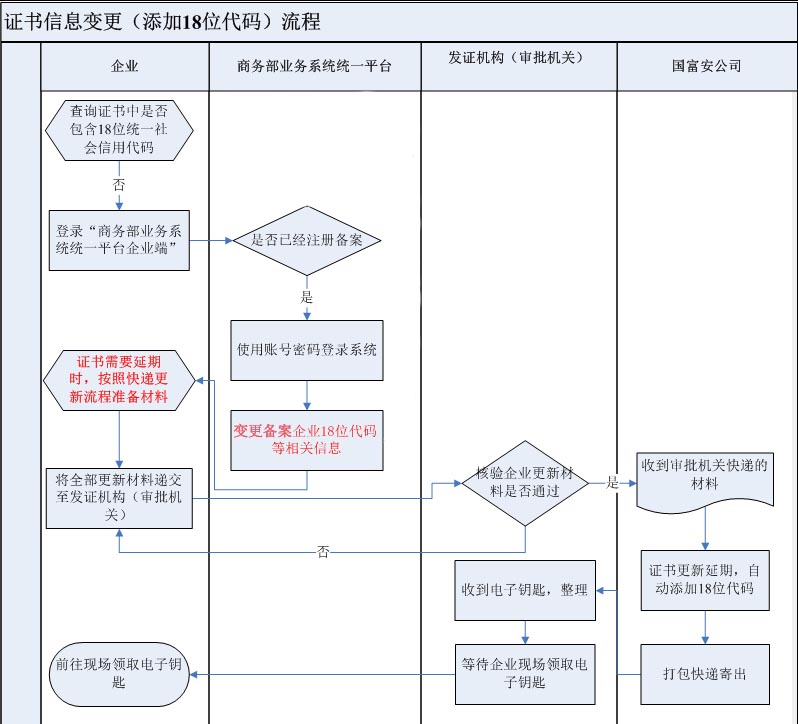 证书信息变更（添加18位代码）流程
企业
商务部业务系统统一平台
发证机构（审批机关）
国富安公司
查询证书中是否
包含18位统一社
会信用代码
否
登录“商务部业务系
统统一平台企业端”
是否已经注册备案
是
使用账号密码登录系统
变更备案企业18位代码
等相关信息
证书需要延期
时，按照快递更
新流程准备材料
将全部更新材料递交
至发证机构（审批机
关）
核验企业更新材
料是否通过
是
否
收到审批机关快递的
材料
证书更新延期，自
动添加18位代码
打包快递寄出
收到电子钥匙，整理
等待企业现场领取电
子钥匙
前往现场领取电子钥
匙